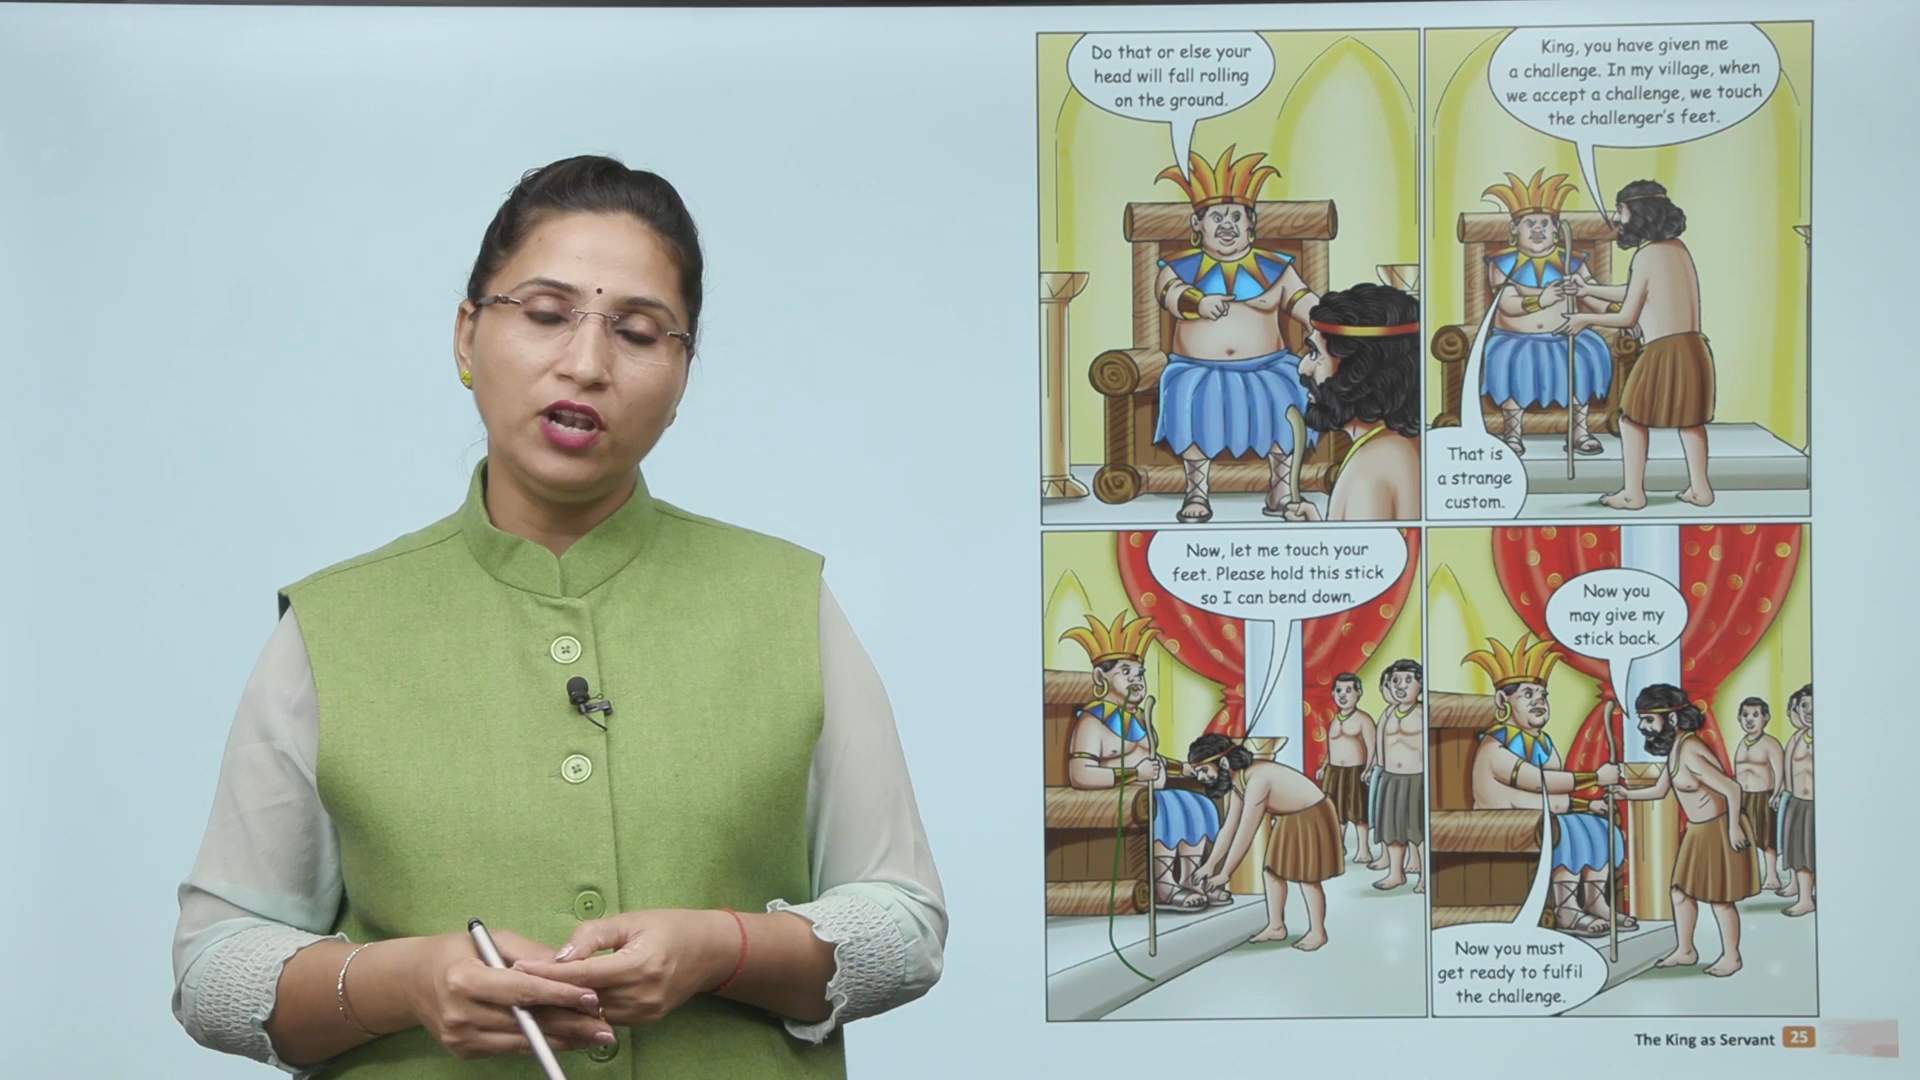 Do that or else your
head will fall rolling
on the ground.
King, you have given me
a challenge. In my village, when
we accept a challenge, we touch
the challenger's feet.
That is
a strange
custom.
Now, let me touch your
feet. Please hold this stick
so I can bend down.
Now you
may give my
stick back.
Now you must
get ready to fulfil
the challenge.
The King as Servant 25